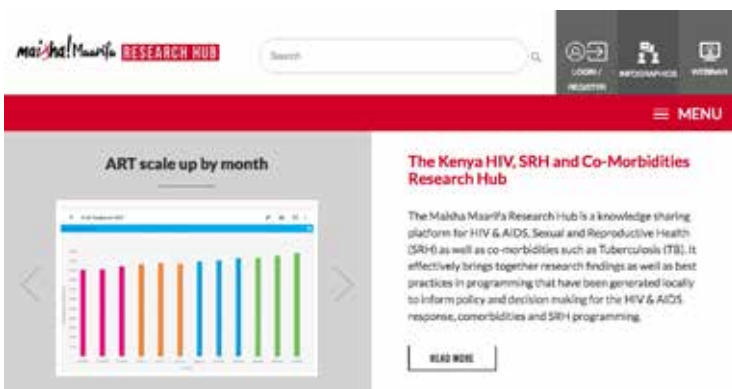 maisha! Maarifa RESEARCH HUB
Search
LOGIN /
REGISTER
INFOGRAPHICS
WEBINAR
MENU
ART scale up by month
The Kenya HIV, SRH and Co-Morbidities
Research Hub
The Maisha Maarifa Research Hub is a knowledge sharing
platform for HIV & AIDS, Sexual and Reproductive Health
(SRH) as well as co-morbidities such as Tuberculosis (TB). It
effectively brings together research findings as well as best
practices in programming that have been generated locally
to inform policy and decision making for the HIV & AIDS
response, comorbidities and SRH programming.
READ MORE